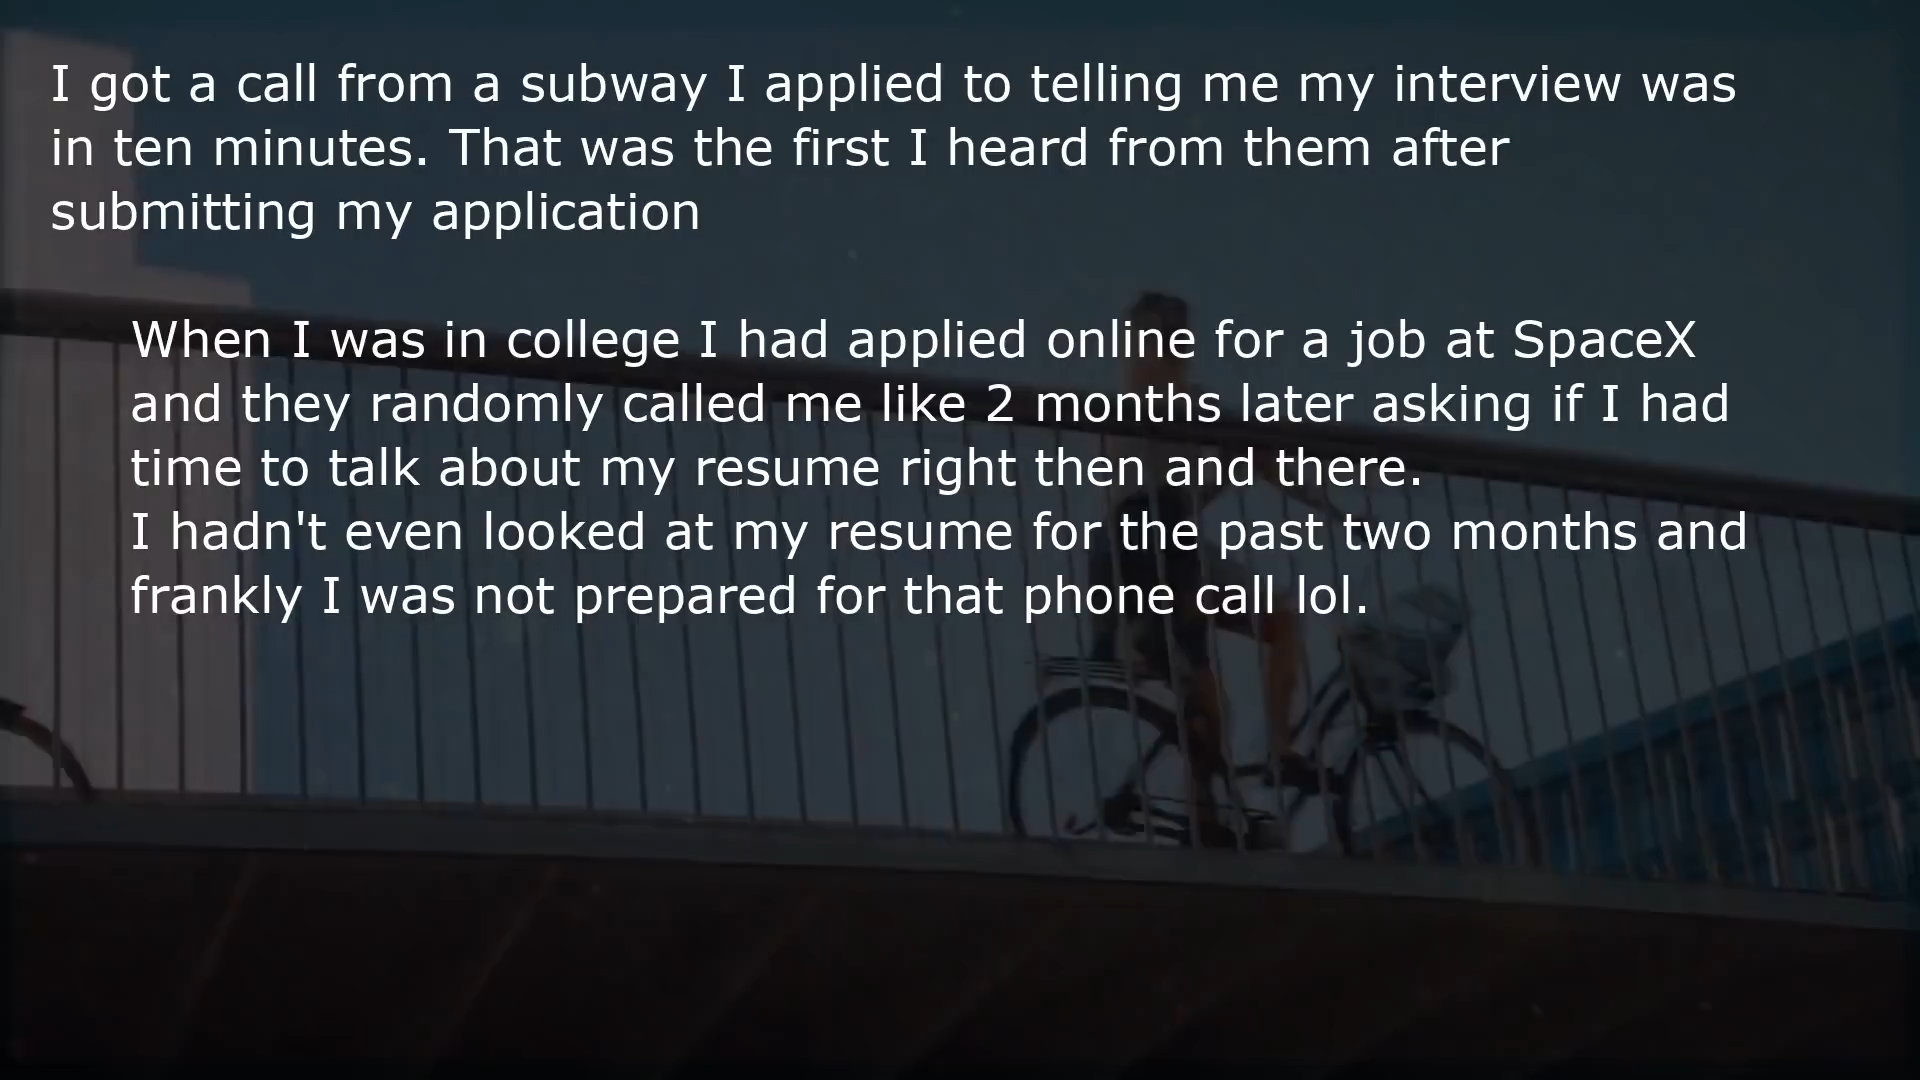 I got a call from a subway I applied to telling me my interview was
in ten minutes. That was the first I heard from them after
submitting my application
When I was in college I had applied online for a job at SpaceX
and they randomly called me like 2 months later asking if I had
time to talk about my resume right then and there.
I hadn't even looked at my resume for the past two months and
frankly I was not prepared for that phone call lol.